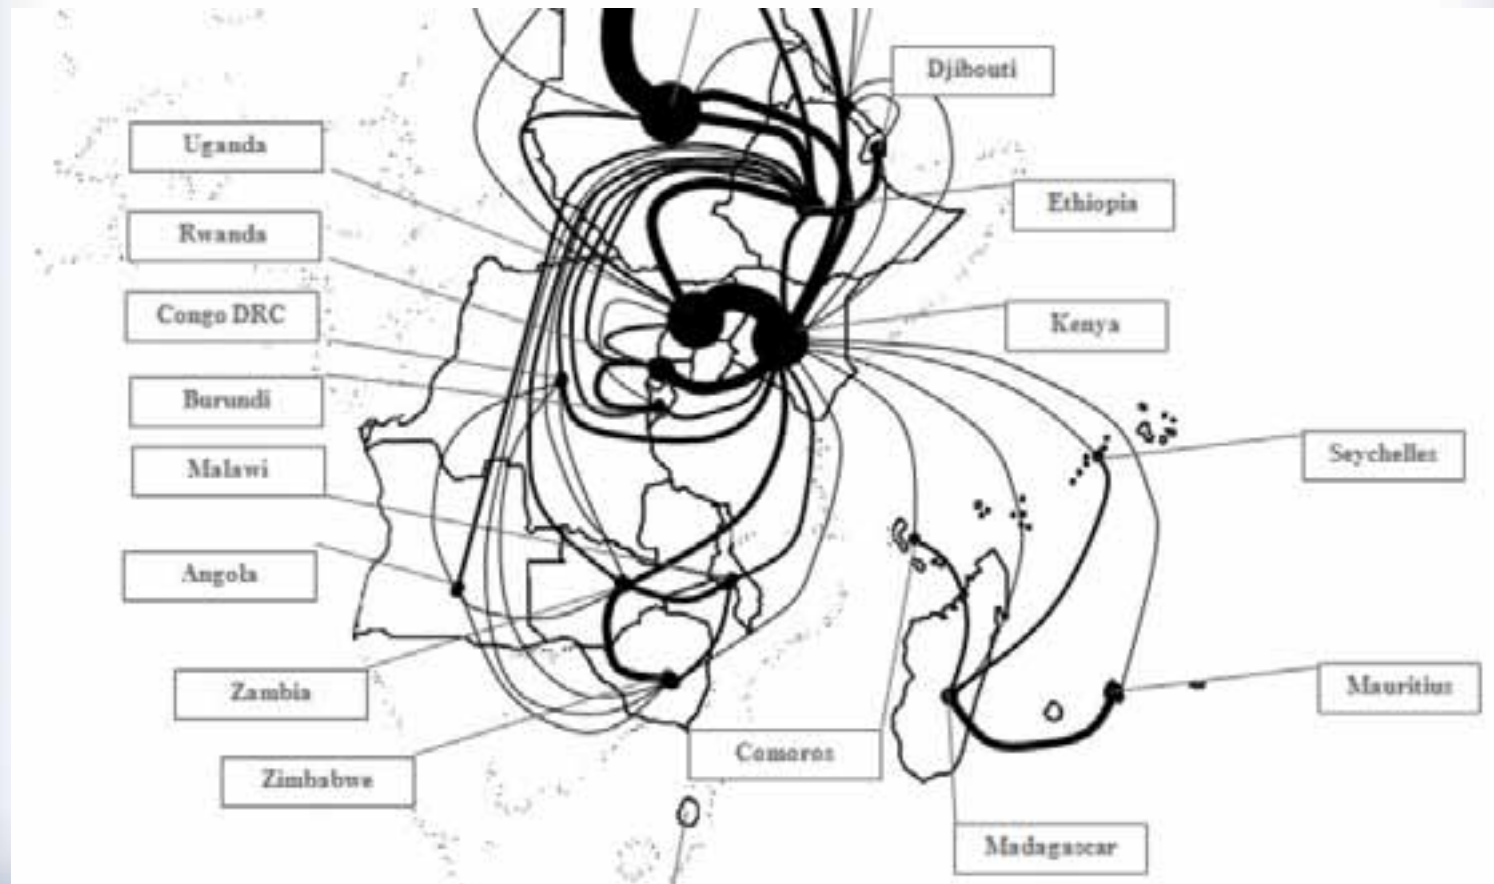 Djibouti
Uganda
Ethiopia
Rwanda
Congo DRC
Kenya
Burundi
Malawi
Seychelles
Angola
Zambia
Mauritius
Comoros
Zimbabwe
Madagascar